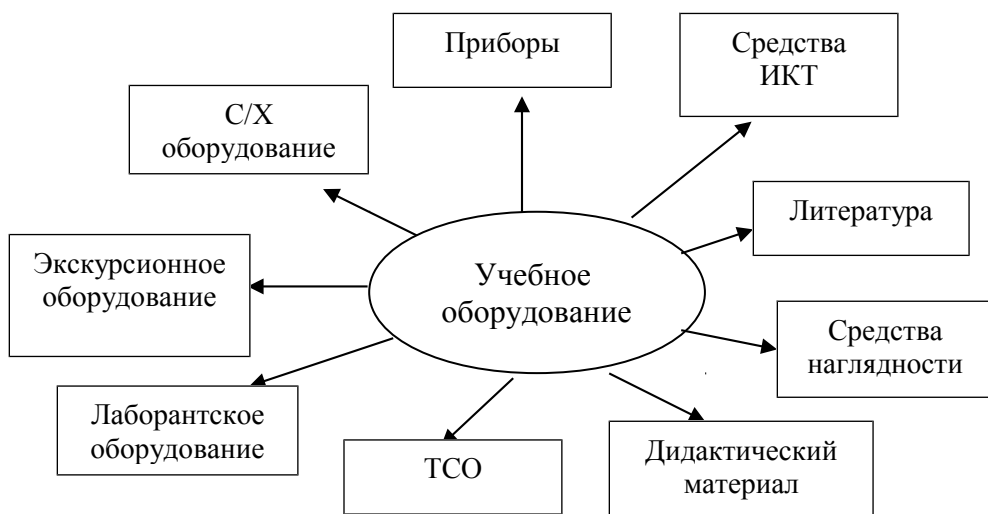 Приборы
Средства
ИКТ
С/Х
оборудование
Литература
Экскурсионное
оборудование
Учебное
оборудование
Средства
наглядности
Лаборантское
оборудование
ТСО
Дидактический
материал